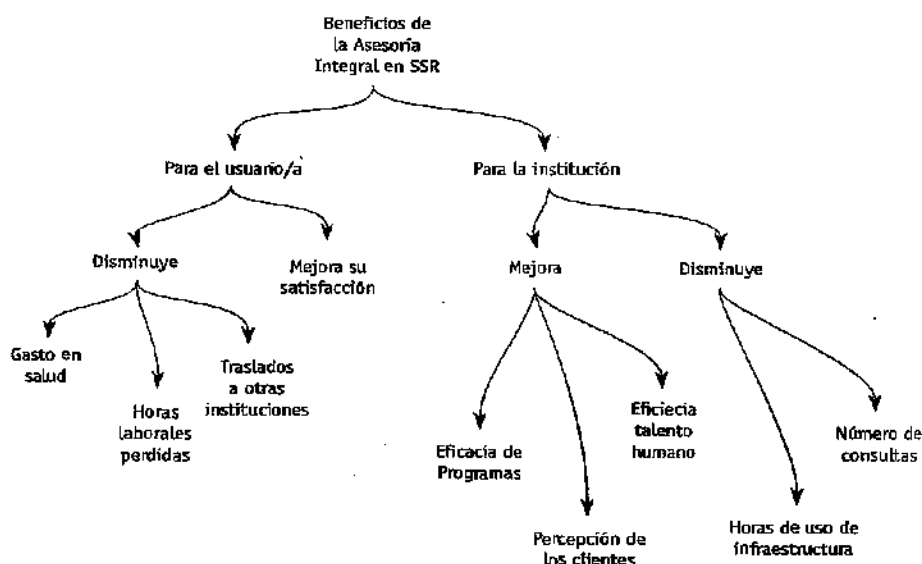 Beneficios de
la Asesoría
Integral en SSR
Para el usuario/a
Para la institución
Disminuye
Mejora su
satisfacción
Mejora
Disminuye
Gasto en
salud
Horas
laborales
perdidas
Traslados
a otras
instituciones
Eficacia de
Programas
Percepción de
los clientes
Eficiecia
talento
humano
Horas de uso de
infraestructura
Número de
consultas